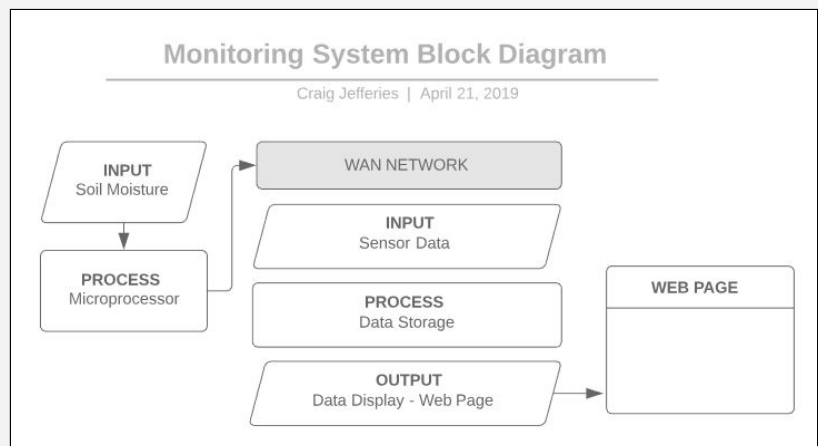 Monitoring System Block Diagram
Craig Jefferies | April 21, 2019
INPUT
Soil Moisture
PROCESS
Microprocessor
WAN NETWORK
INPUT
Sensor Data
PROCESS
Data Storage
OUTPUT
Data Display - Web Page
WEB PAGE